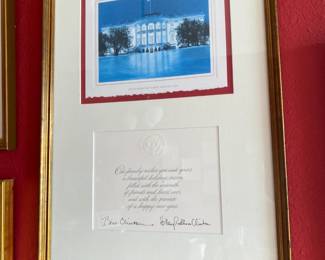 Our family wishes you and yours
a beautiful holiday season
filled with the warmth
of friends and loved ones
and with the promise
of a happy new year.
Bill Clinton Hillary Rodham Clinton